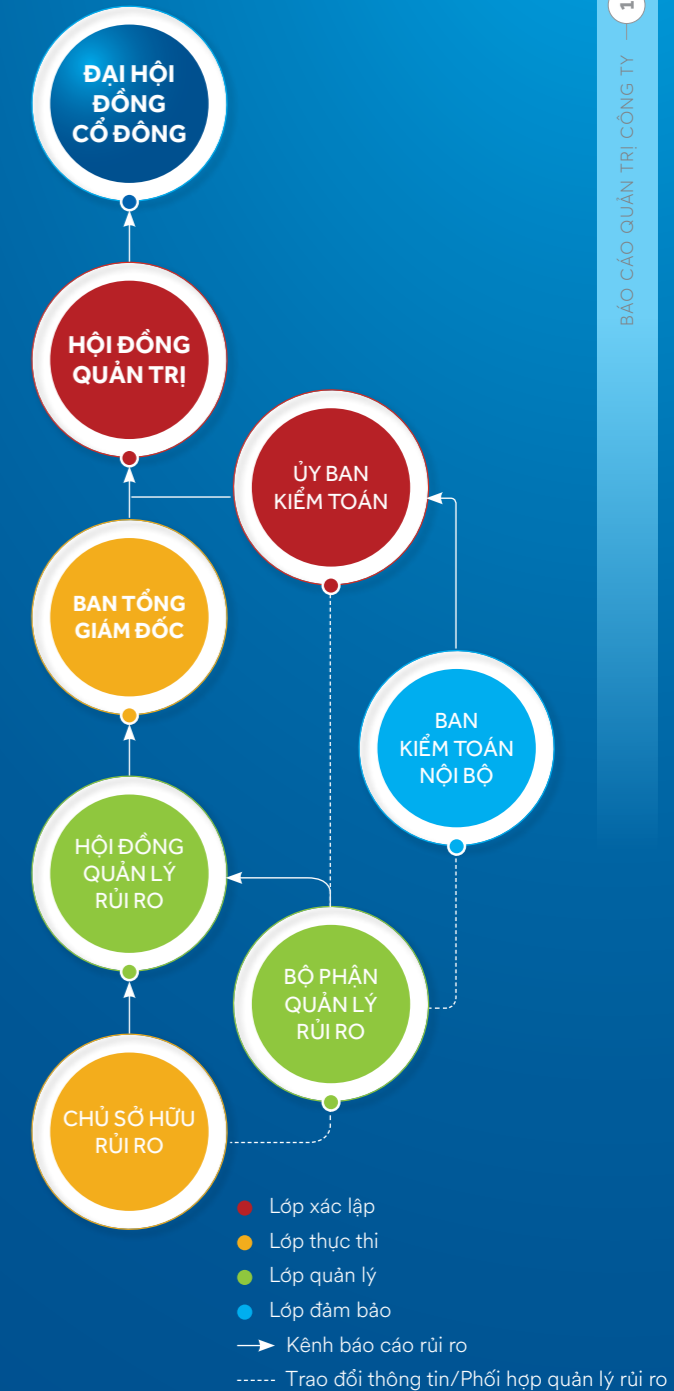 ĐẠI HỘI
ĐỒNG
CỔ ĐÔNG
HỘI ĐỒNG
QUẢN TRỊ
ỦY BAN
KIỂM TOÁN
BAN TỔNG
GIÁM ĐỐC
BAN
KIỂM TOÁN
NỘI BỘ
HỘI ĐỒNG
QUẢN LÝ
RỦI RO
BỘ PHẬN
QUẢN LÝ
RỦI RO
CHỦ SỞ HỮU
RỦI RO
Lớp xác lập
Lớp thực thi
Lớp quản lý
Lớp đảm bảo
Kênh báo cáo rủi ro
Trao đổi thông tin/Phối hợp quản lý rủi ro
BÁO CÁO QUẢN TRỊ CÔNG TY